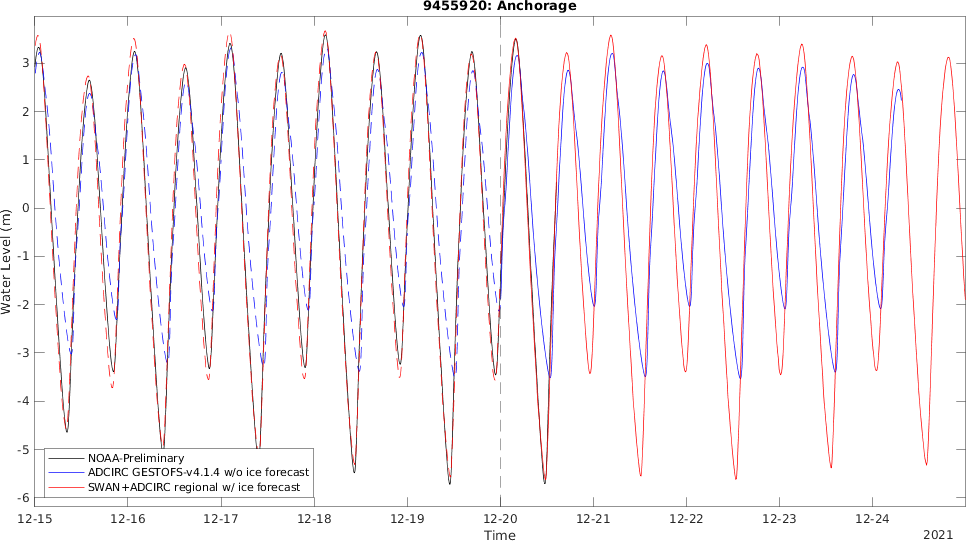 9455920: Anchorage
Water Level (m)
3
2
1
0
-1
-2
-3
-4
-5
-6
NOAA-Preliminary
ADCIRC GESTOFS-v4.1.4 w/o ice forecast
SWAN+ADCIRC regional w/ ice forecast
12-15 12-16 12-17 12-18 12-19 12-20 12-21 12-22 12-23 12-24
Time
2021